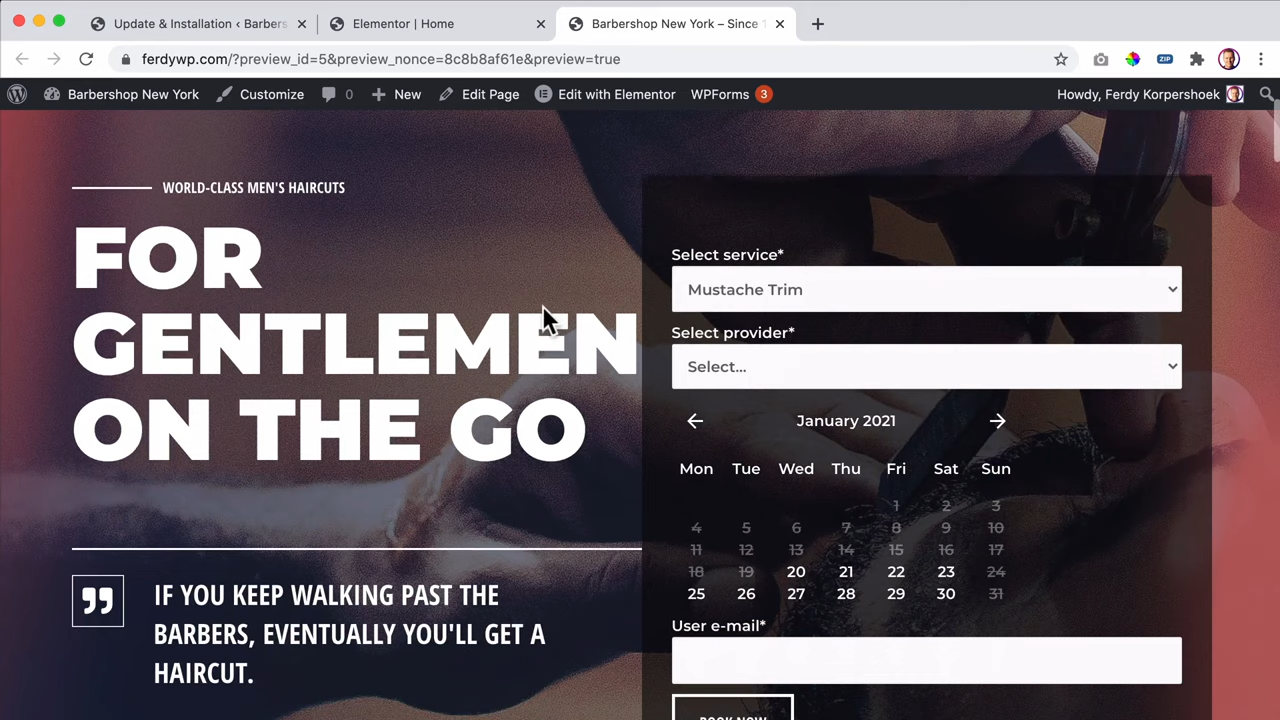 Update & Installation ‹ Barbers
Elementor | Home
Barbershop New York – Since 1
ferdywp.com/?preview_id=5&preview_nonce=8c8b8af61e&preview=true
ZIP
Barbershop New York
Customize
0
New
Edit Page
Edit with Elementor
WPForms 3
Howdy, Ferdy Korpershoek
WORLD-CLASS MEN'S HAIRCUTS
FOR
GENTLEMEN
ON THE GO
IF YOU KEEP WALKING PAST THE
BARBERS, EVENTUALLY YOU'LL GET A
HAIRCUT.
Select service*
Mustache Trim
Select provider*
Select...
January 2021
Mon Tue Wed Thu Fri Sat Sun
1 2 3
4 5 6 7 8 9 10
11 12 13 14 15 16 17
18 19 20 21 22 23 24
25 26 27 28 29 30 31
User e-mail*
BOOK NOW